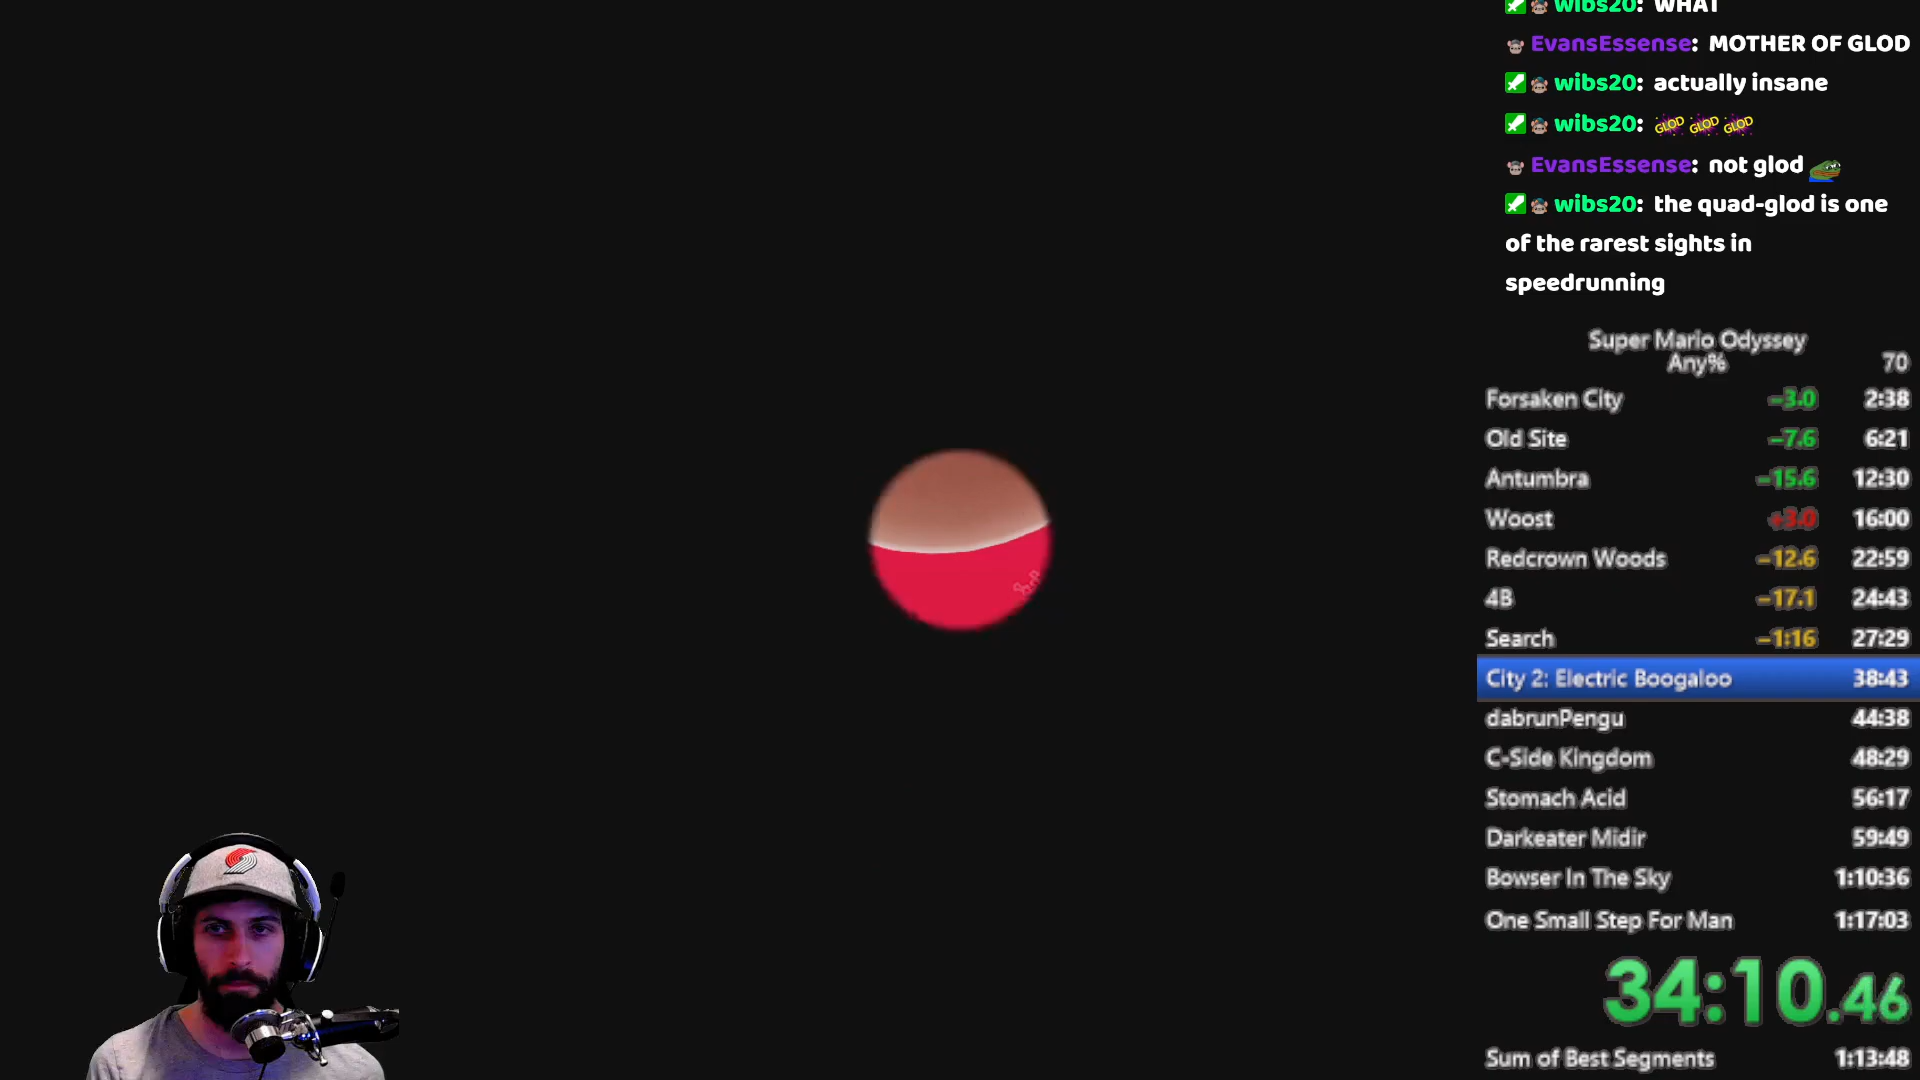 wibs20: WHAT
EvansEssense: MOTHER OF GLOD
wibs20: actually insane
wibs20: GLOD GLOD GLOD
EvansEssense: not glod
wibs20: the quad-glod is one
of the rarest sights in
speedrunning
Super Mario Odyssey
Any% 70
Forsaken City -3.0 2:38
Old Site -7.6 6:21
Antumbra -15.6 12:30
Woost +3.0 16:00
Redcrown Woods -12.6 22:59
4B -17.1 24:43
Search -1:16 27:29
City 2: Electric Boogaloo 38:43
dabrunPengu 44:38
C-Side Kingdom 48:29
Stomach Acid 56:17
Darkeater Midir 59:49
Bowser In The Sky 1:10:36
One Small Step For Man 1:17:03
34:10.46
Sum of Best Segments 1:13:48